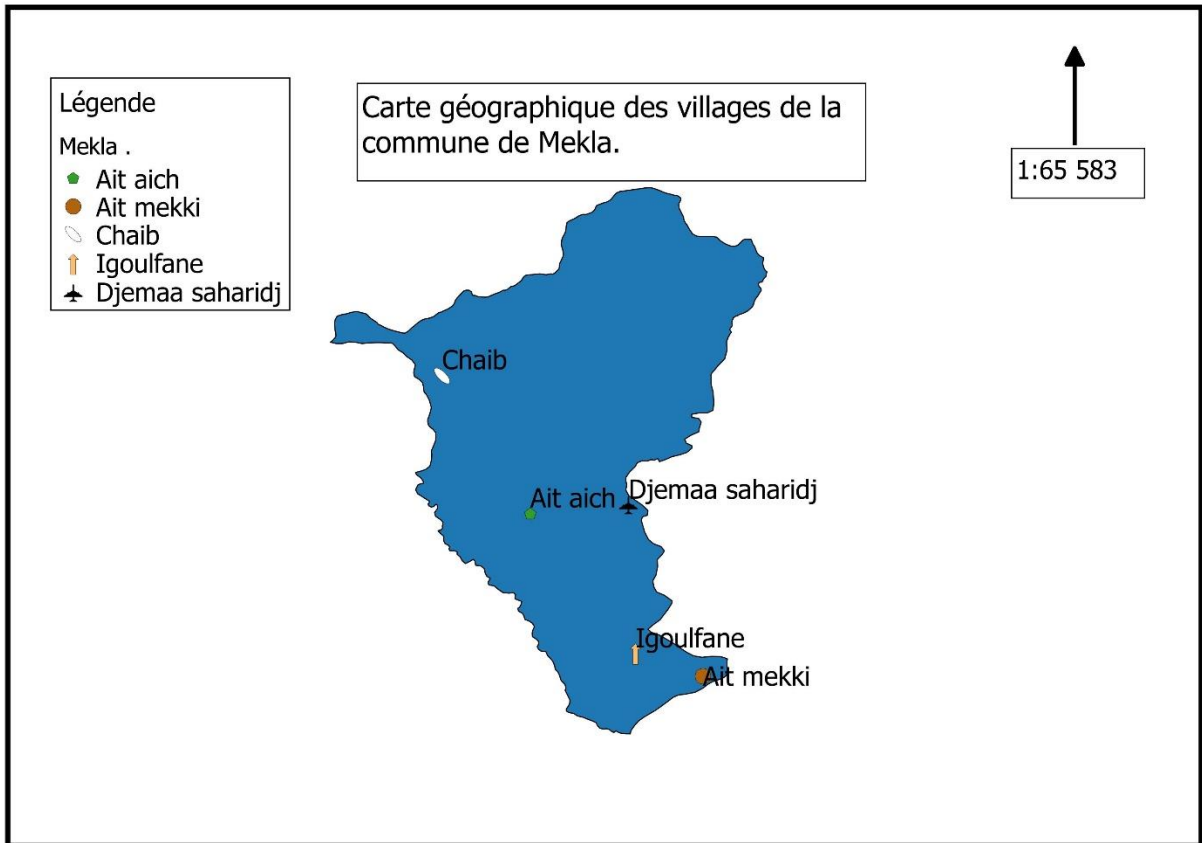 Légende
Mekla .
Ait aich
Ait mekki
Chaib
Igoulfane
Djemaa saharidj
Carte géographique des villages de la
commune de Mekla.
1:65 583
Chaib
Ait aich
Djemaa saharidj
Igoulfane
Ait mekki